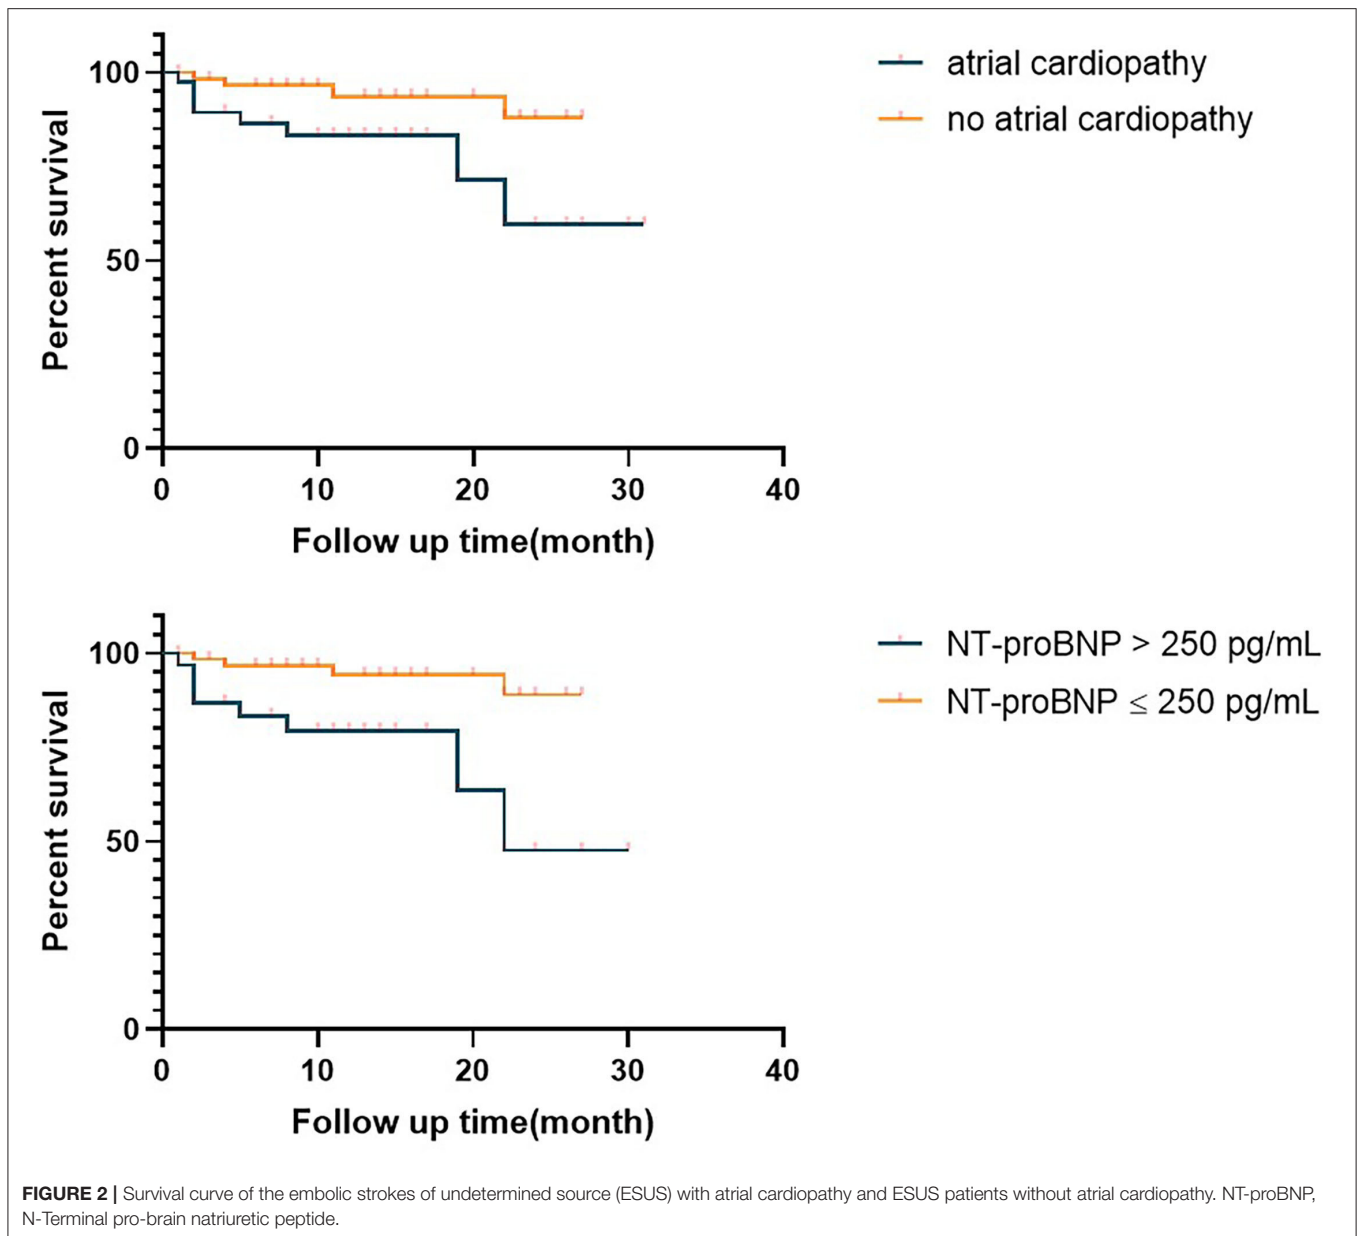 100
50
0
0 10 20 30 40
Percent survival
Follow up time(month)
atrial cardiopathy
no atrial cardiopathy
100
50
0
0 10 20 30 40
Percent survival
Follow up time(month)
NT-proBNP > 250 pg/mL
NT-proBNP ≤ 250 pg/mL
FIGURE 2 | Survival curve of the embolic strokes of undetermined source (ESUS) with atrial cardiopathy and ESUS patients without atrial cardiopathy. NT-proBNP,
N-Terminal pro-brain natriuretic peptide.